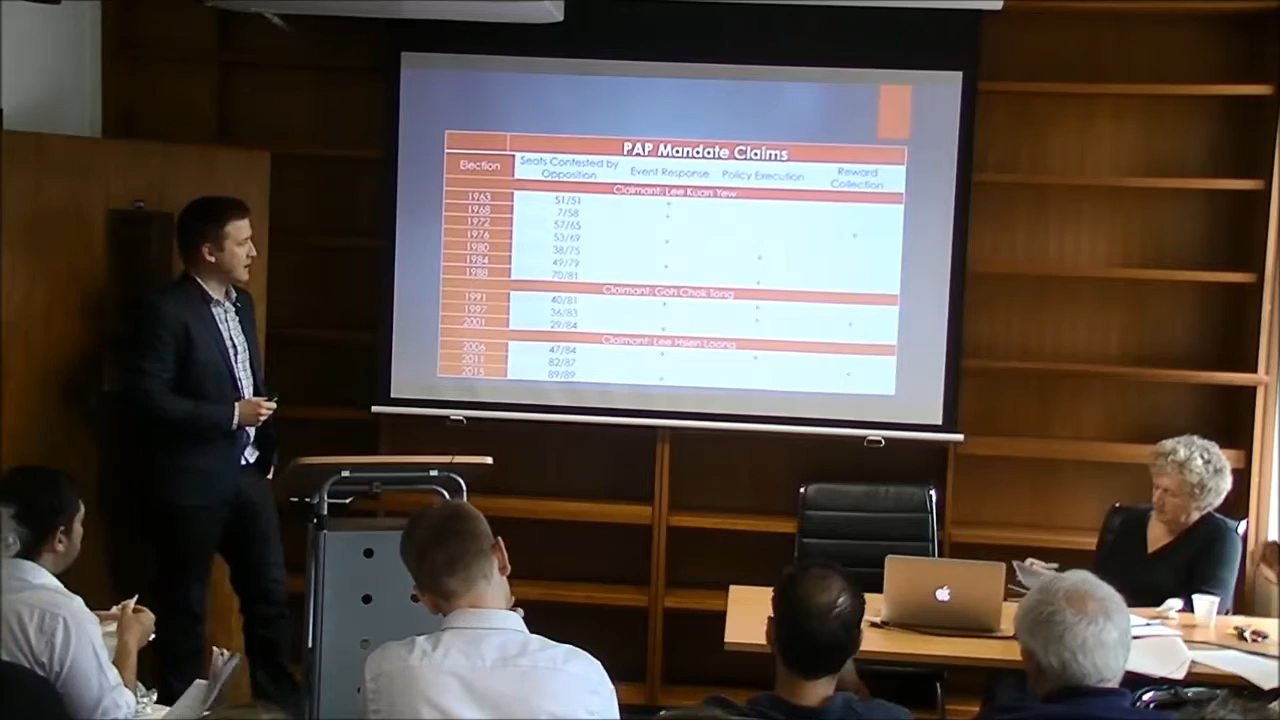 PAP Mandate Claims
Election Seats Contested by Opposition Event Response Policy Execution Reward Collection
Claimant: Lee Kuan Yew
1963 51/51
1968 7/58
1972 57/65
1976 53/69
1980 38/75
1984 49/79
1988 70/81
Claimant: Goh Chok Tong
1991 40/81
1997 36/83
2001 29/84
Claimant: Lee Hsien Loong
2006 47/84
2011 82/87
2015 89/89